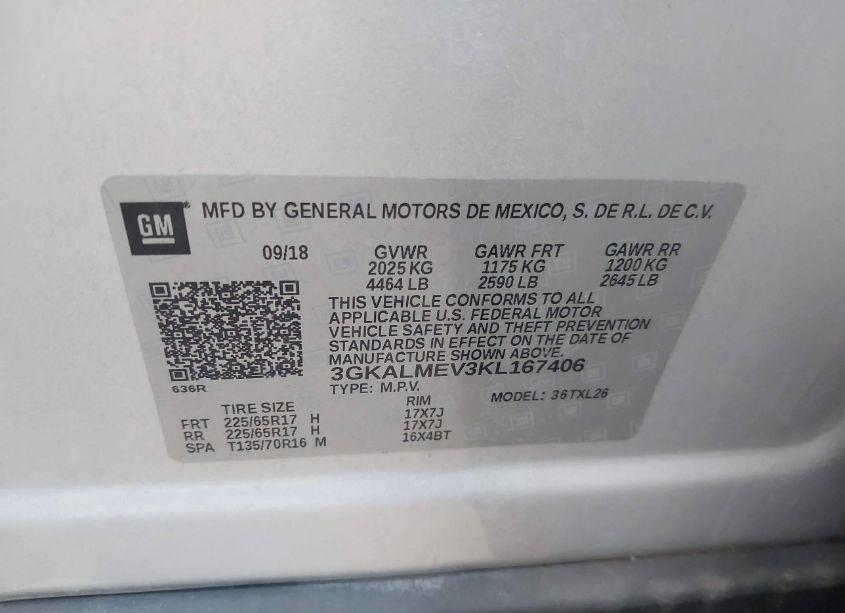 GM MFD BY GENERAL MOTORS DE MEXICO, S. DE R.L. DE C.V.
09/18 GVWR GAWR FRT GAWR RR
2025 KG 1175 KG 1200 KG
4464 LB 2590 LB 2645 LB
THIS VEHICLE CONFORMS TO ALL
APPLICABLE U.S. FEDERAL MOTOR
VEHICLE SAFETY AND THEFT PREVENTION
STANDARDS IN EFFECT ON THE DATE OF
MANUFACTURE SHOWN ABOVE.
3GKALMEV3KL167406
636R TYPE: M.P.V. MODEL: 36TXL26
TIRE SIZE RIM
FRT 225/65R17 H 17X7J
RR 225/65R17 H 17X7J
SPA T135/70R16 M 16X4BT